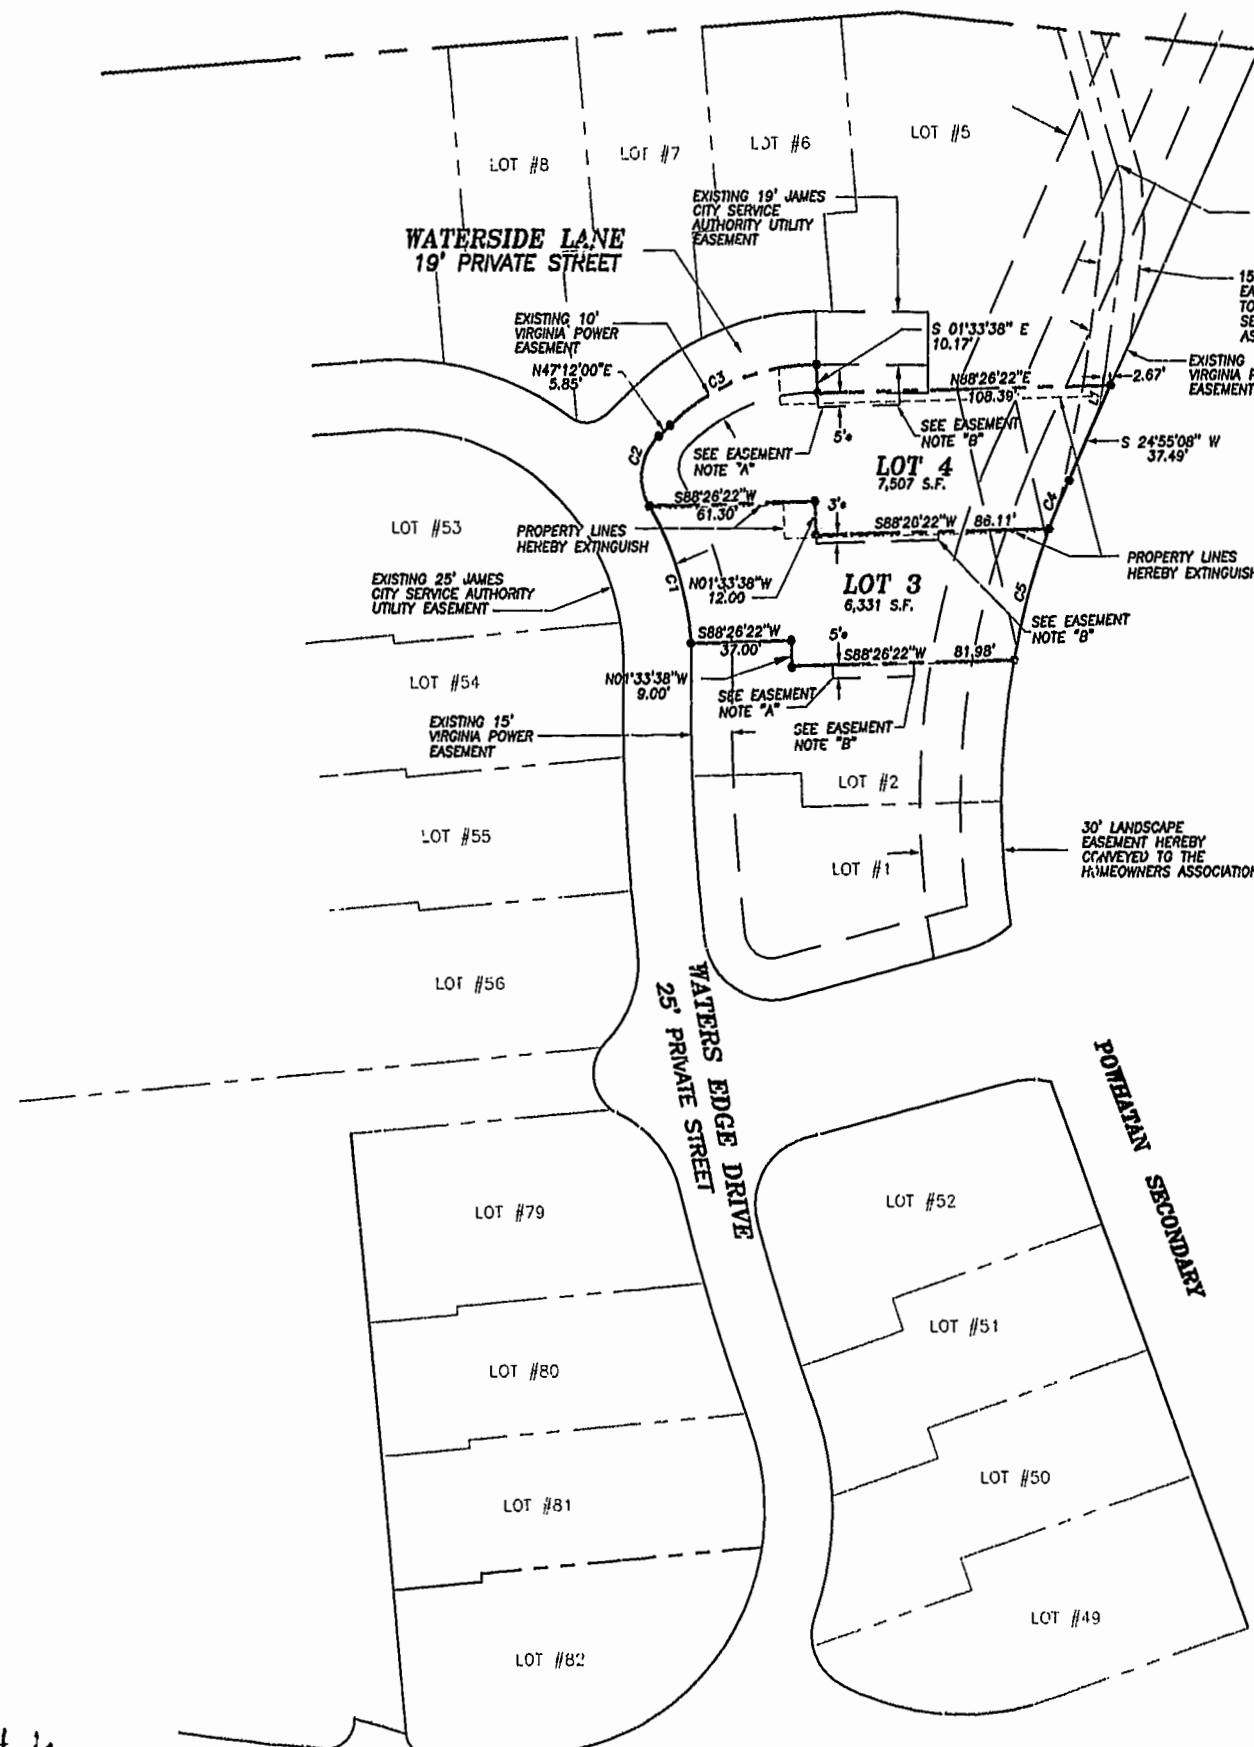 LOT #8
LOT #7
LOT #6
LOT #5
EXISTING 19' JAMES
CITY SERVICE
AUTHORITY UTILITY
EASEMENT
WATERSIDE LANE
19' PRIVATE STREET
EXISTING 10'
VIRGINIA POWER
EASEMENT
N47°12'00"E
5.85'
C3
C2
S 01°33'38" E
10.17'
N88°26'22"E
108.39'
2.67'
15
EA
TO
SE
AS
EXISTING
VIRGINIA P
EASEMENT
S 24°55'08" W
37.49'
SEE EASEMENT
NOTE "A"
5'*
SEE EASEMENT
NOTE "B"
LOT 4
7,507 S.F.
S88°26'22"W
61.30'
3'*
S88°26'22"W 86.11'
C4
LOT #53
PROPERTY LINES
HEREBY EXTINGUISH
PROPERTY LINES
HEREBY EXTINGUISH
EXISTING 25' JAMES
CITY SERVICE AUTHORITY
UTILITY EASEMENT
C1
N01°33'38"W
12.00
LOT 3
6,331 S.F.
C5
SEE EASEMENT
NOTE "B"
S88°26'22"W
37.00'
5'*
S88°26'22"W 81.98'
N01°33'38"W
9.00'
LOT #54
SEE EASEMENT
NOTE "A"
SEE EASEMENT
NOTE "B"
EXISTING 15'
VIRGINIA POWER
EASEMENT
LOT #2
LOT #55
LOT #1
30' LANDSCAPE
EASEMENT HEREBY
CONVEYED TO THE
HOMEOWNERS ASSOCIATION
LOT #56
WATERS EDGE DRIVE
25' PRIVATE STREET
POWHATAN SECONDARY
LOT #79
LOT #52
LOT #51
LOT #80
LOT #50
LOT #81
LOT #49
LOT #82